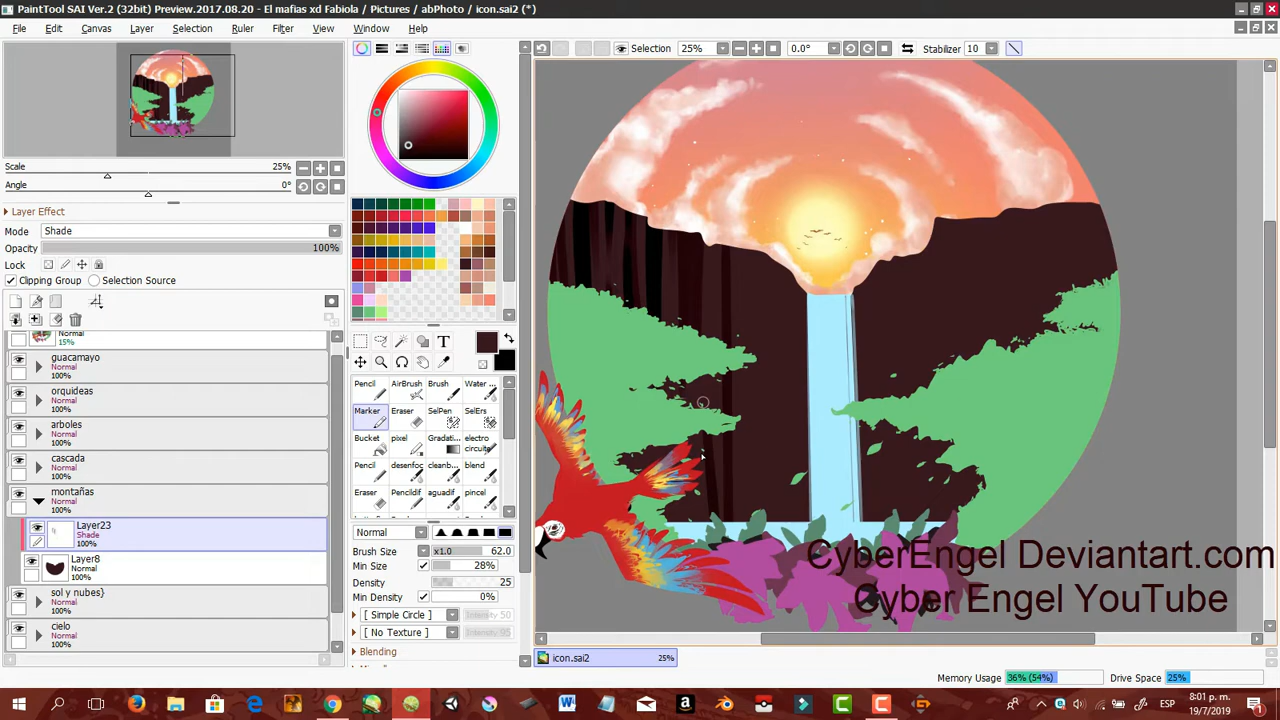 PaintTool SAI Ver.2 (32bit) Preview.2017.08.20 - El mafias xd Fabiola / Pictures / abPhoto / icon.sai2 (*)
File Edit Canvas Layer Selection Ruler Filter View Window Help
Selection 25% 0.0° Stabilizer 10
Scale 25%
Angle 0°
Layer Effect
Mode Shade
Opacity 100%
Lock
Clipping Group Selection Source
Normal
15%
guacamayo
Normal
100%
orquideas
Normal
100%
arboles
Normal
100%
cascada
Normal
100%
montañas
Normal
100%
Layer23
Shade
100%
Layer8
Normal
100%
sol y nubes}
Normal
100%
cielo
Normal
100%
T
Pencil AirBrush Brush Water ..
Marker Eraser SelPen SelErs
Bucket pixel Gradati.. electro circuite
Pencil desenfoc cleanb.. blend
Eraser Pencildif aguadif pincel
Normal
Brush Size x1.0 62.0
Min Size 28%
Density 25
Min Density 0%
[ Simple Circle ] Intensity 50
[ No Texture ] Intensity 95
Blending
CyberEngel Deviantart.com
Cyber Engel YouTube
icon.sai2 25%
Memory Usage 36% (54%) Drive Space 25%
ESP
8:01 p. m.
19/7/2019